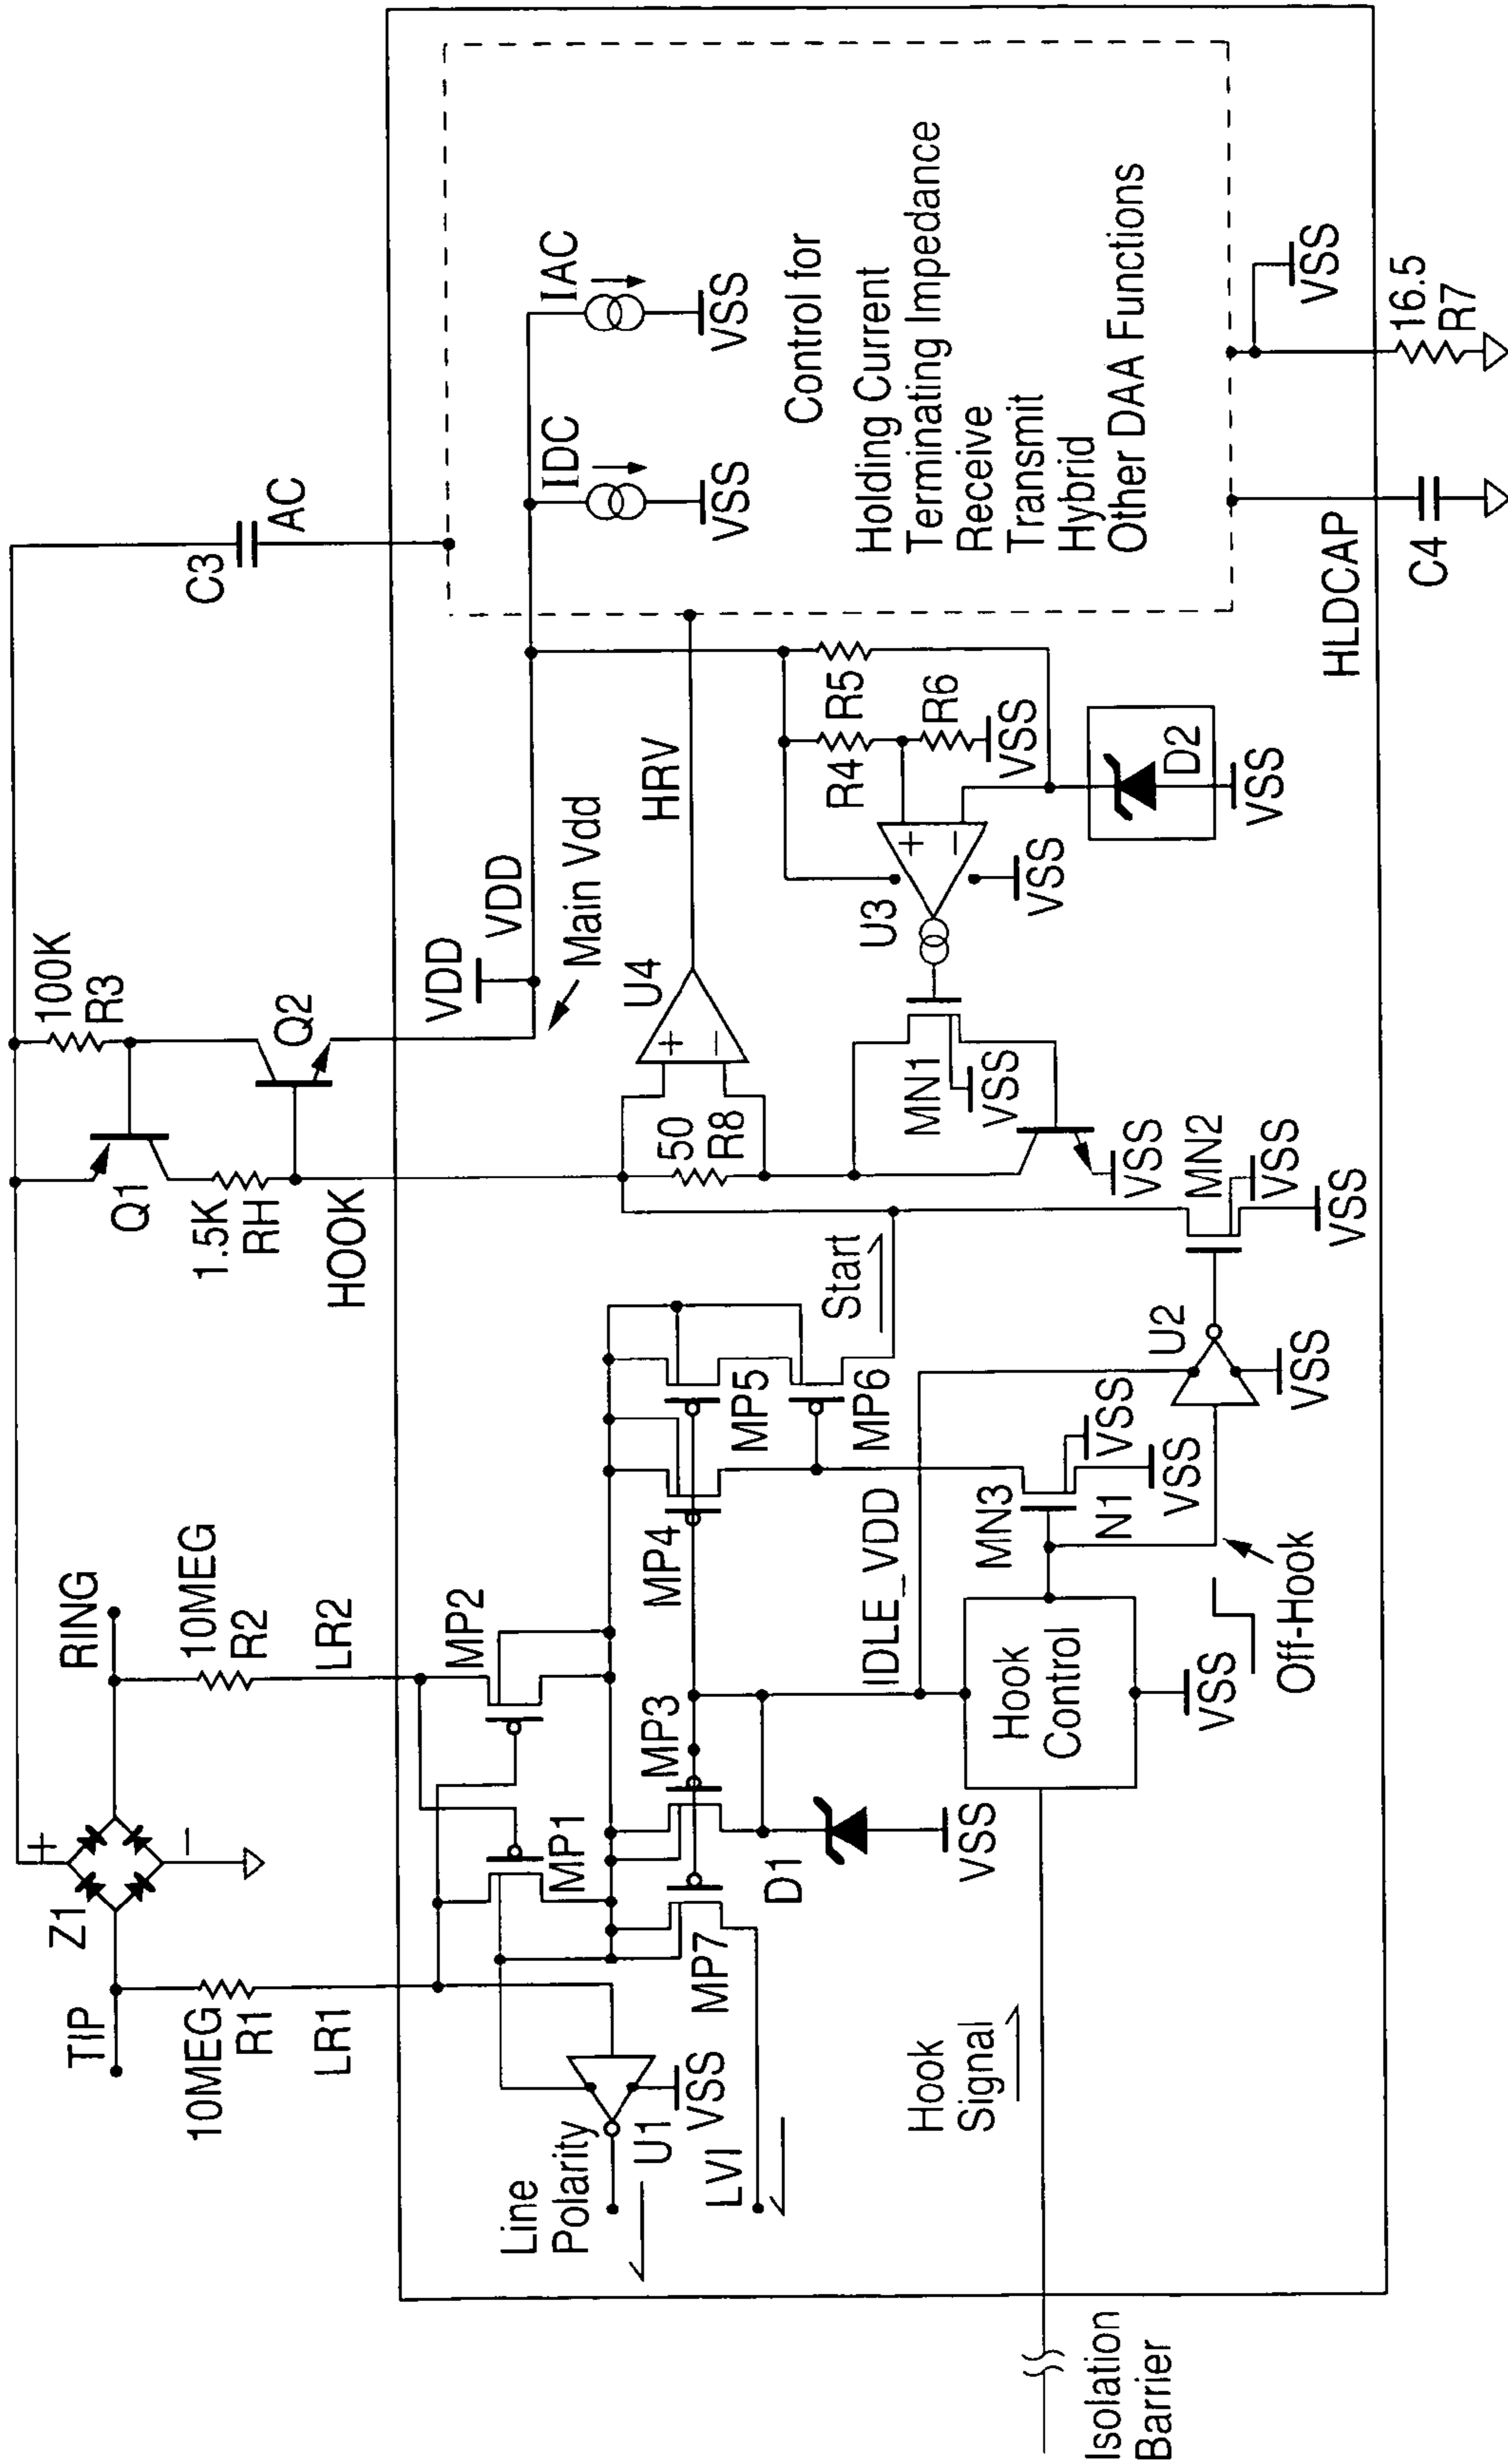 TIP
Z1
+
−
RING
10MEG
R1
LR1
10MEG
R2
LR2
Q1
1.5K
RH
HOOK
100K
R3
Q2
C3
AC
Line
Polarity
U1
VSS
LVI
MP1
MP2
MP7
MP3
MP4
MP5
MP6
D1
VSS
IDLE_VDD
Start
VDD
VDD
Main Vdd
U4
+
−
50
R8
HRV
MN1
VSS
VSS
U3
+
−
VSS
R4
R5
R6
VSS
D2
VSS
IDC
VSS
IAC
VSS
Control for
Holding Current
Terminating Impedance
Receive
Transmit
Hybrid
Other DAA Functions
Hook
Signal
Isolation
Barrier
Hook
Control
VSS
Off-Hook
MN3
N1
VSS
VSS
U2
VSS
MN2
VSS
VSS
HLDCAP
C4
VSS
16.5
R7